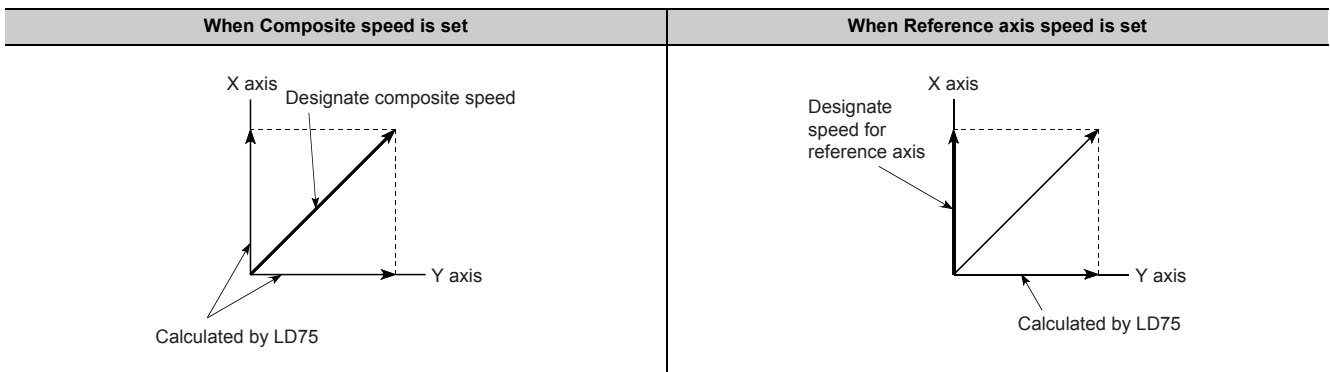 When Composite speed is set
When Reference axis speed is set
X axis
Designate composite speed
Y axis
Calculated by LD75
X axis
Designate
speed for
reference axis
Y axis
Calculated by LD75